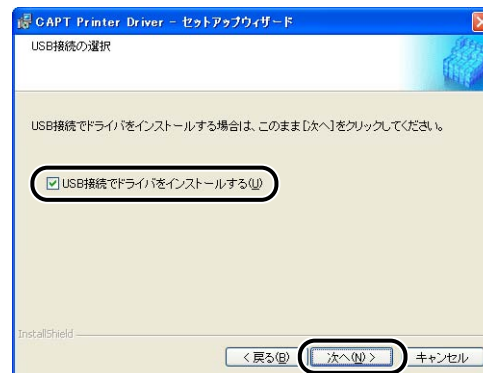 CAPT Printer Driver - セットアップウィザード
USB接続の選択
USB接続でドライバをインストールする場合は、このまま[次へ]をクリックしてください。
USB接続でドライバをインストールする(U)
InstallShield
< 戻る(B) 次へ(N) > キャンセル